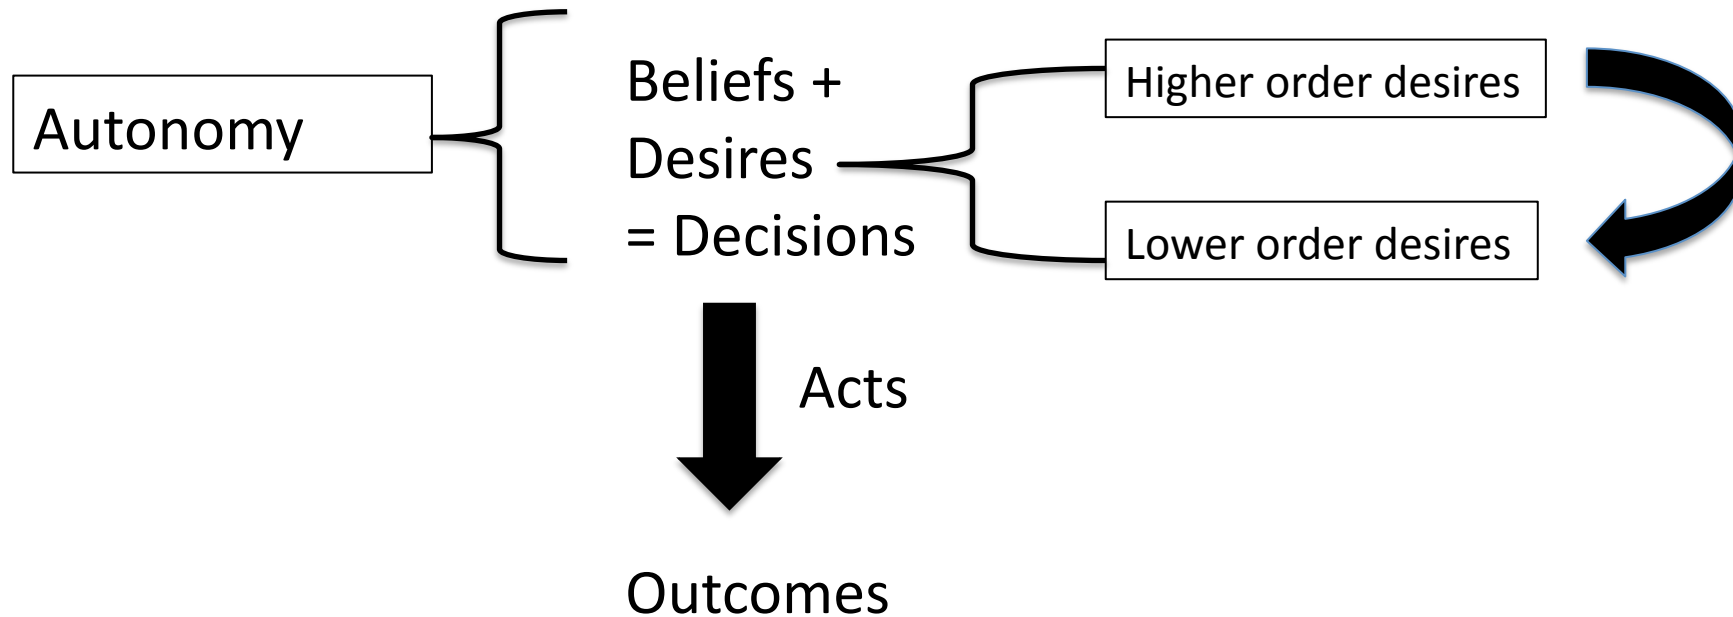 Autonomy
Beliefs +
Desires
= Decisions
Higher order desires
Lower order desires
Acts
Outcomes